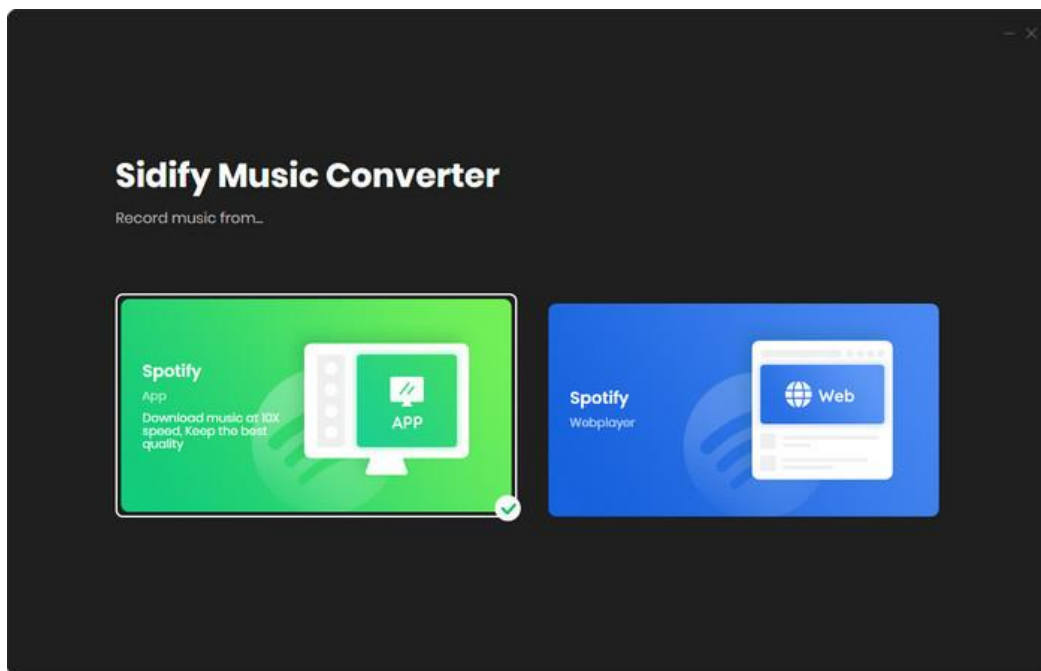 Sidify Music Converter
Record music from...
Spotify
App
Download music at 10X
speed, Keep the best
quality
APP
Spotify
Webplayer
Web